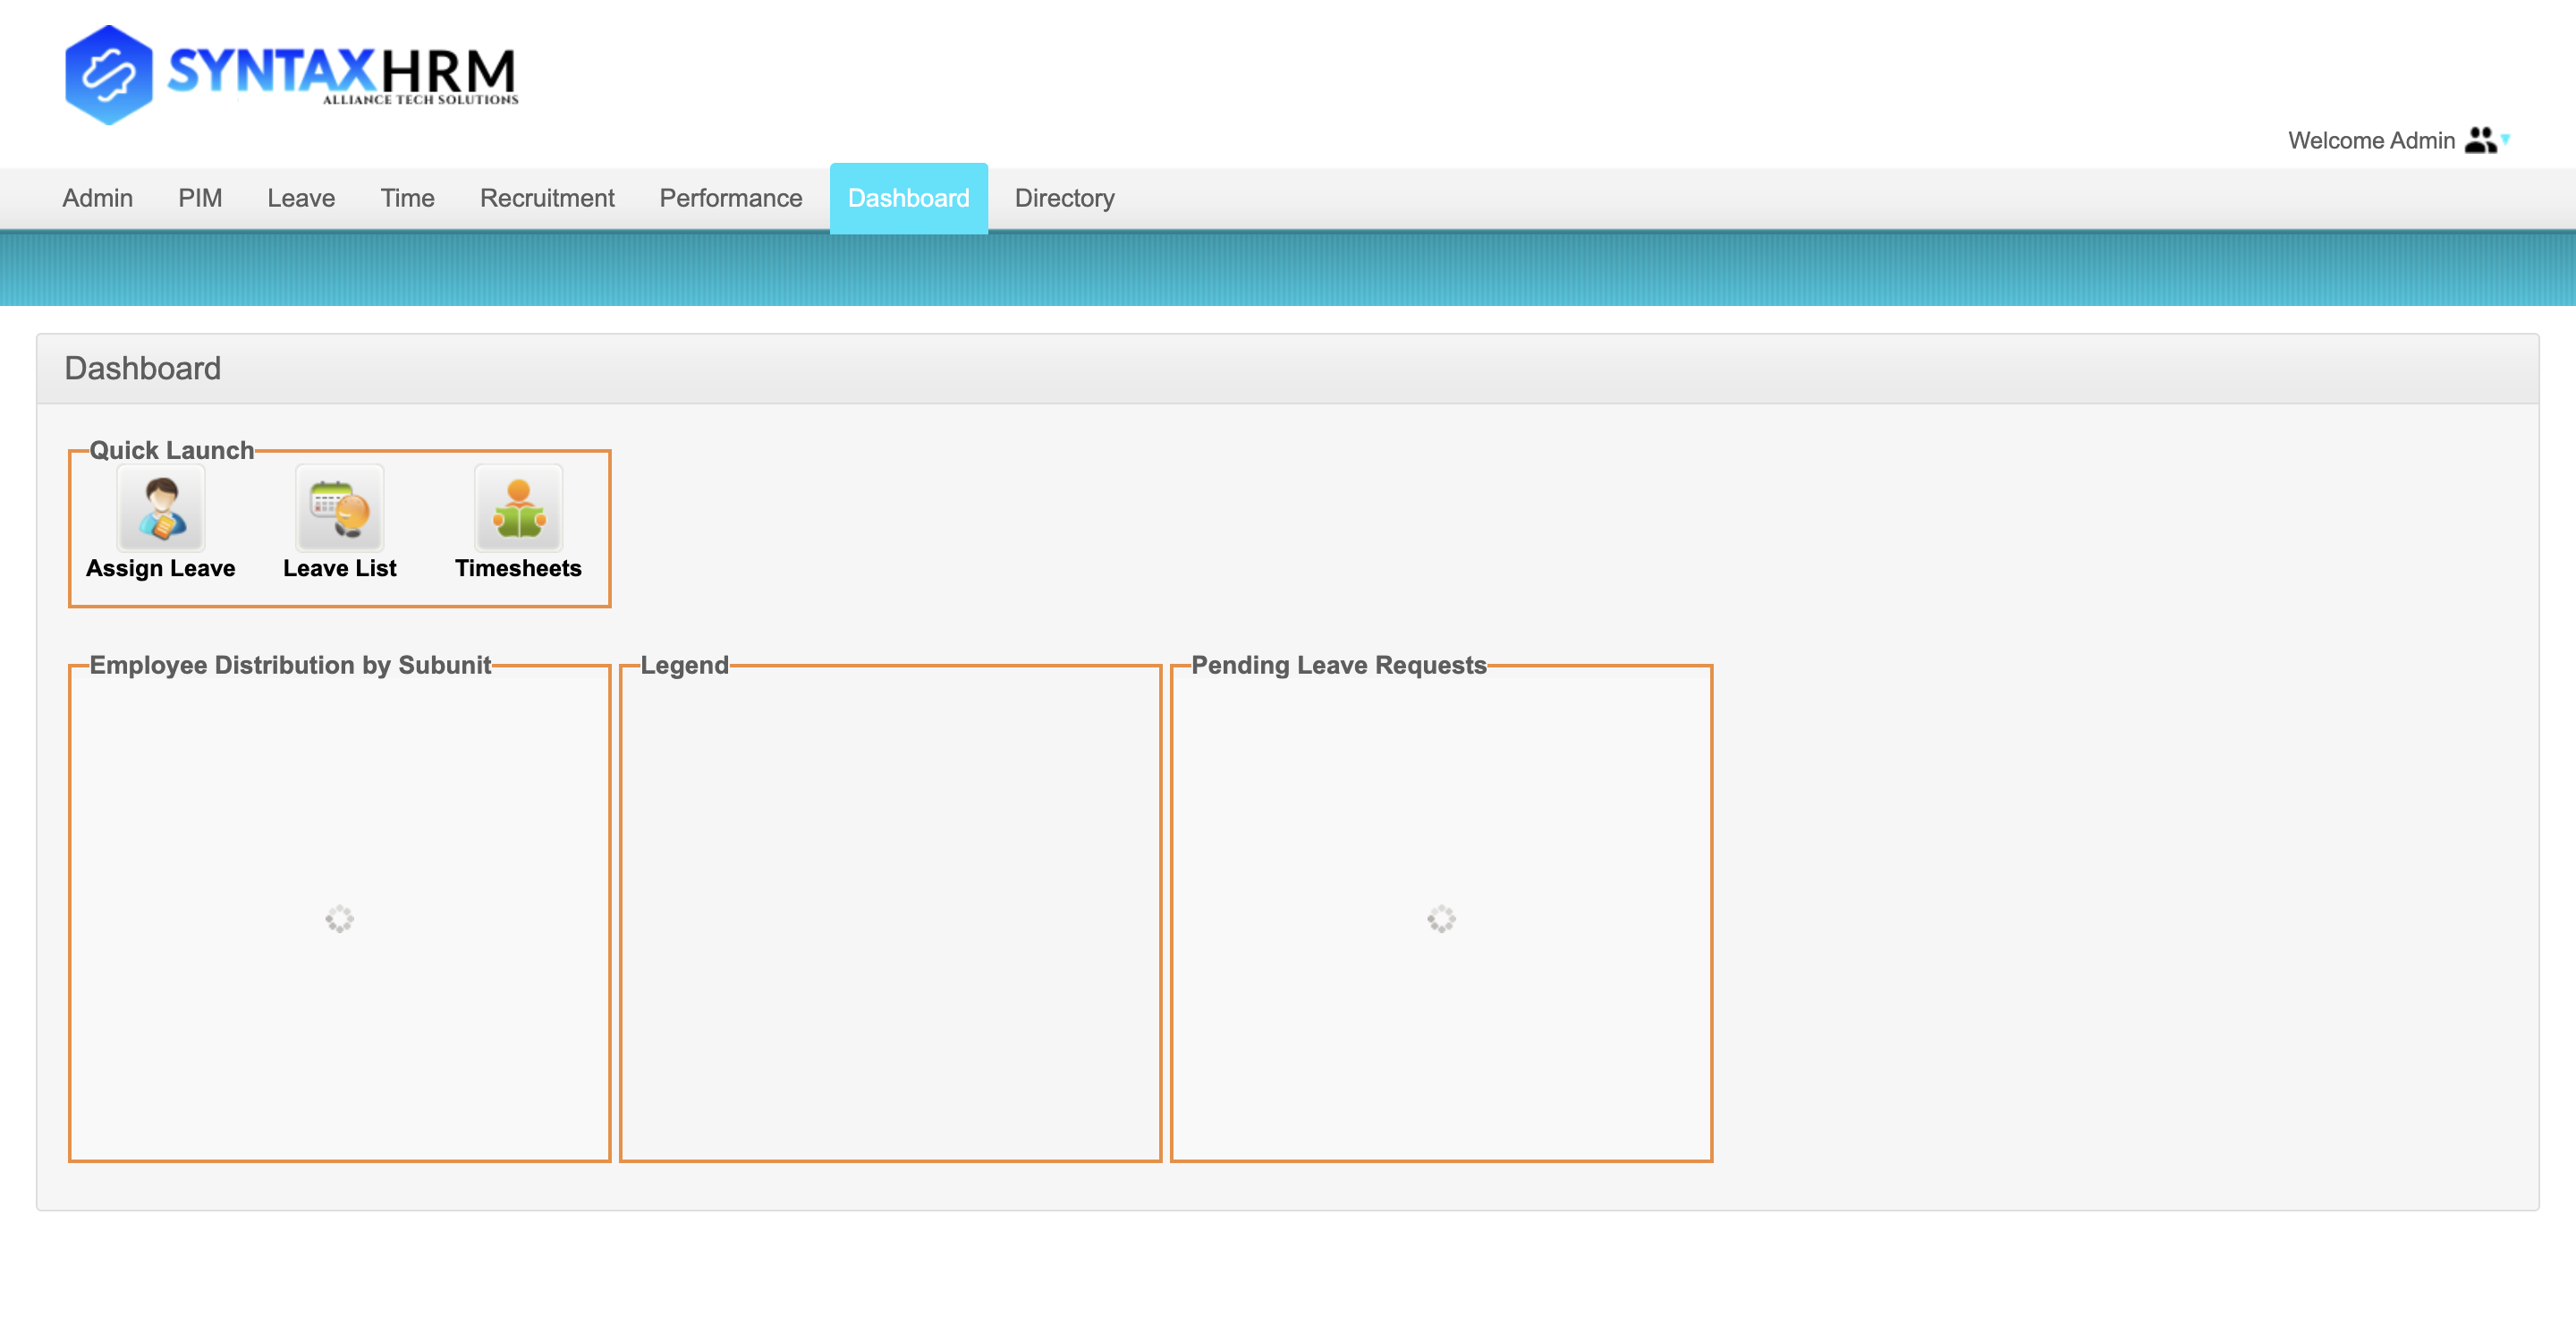 SYNTAXHRM
ALLIANCE TECH SOLUTIONS
Welcome Admin
Admin PIM Leave Time Recruitment Performance Dashboard Directory
Dashboard
Quick Launch
Assign Leave Leave List Timesheets
Employee Distribution by Subunit Legend Pending Leave Requests